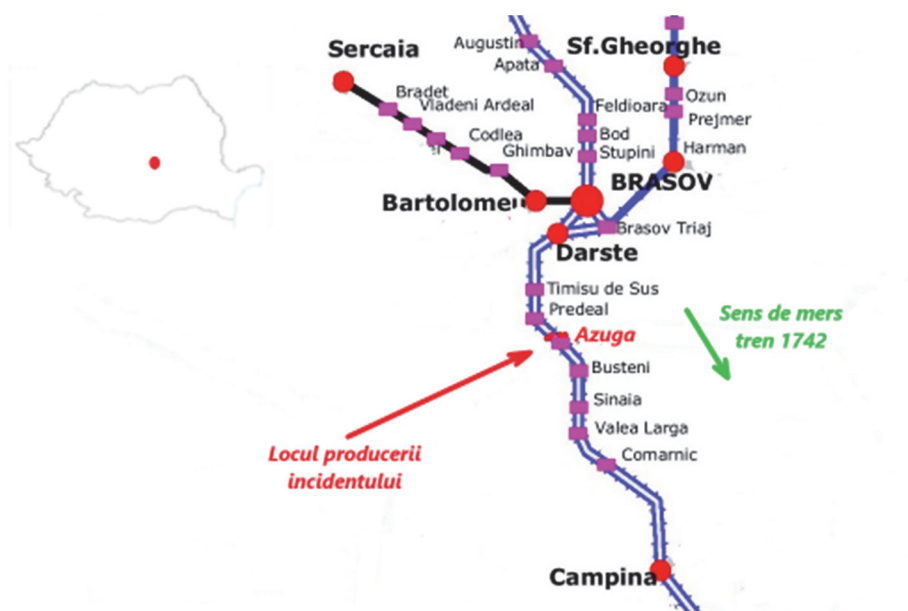 Augustin
Sf.Gheorghe
Sercaia
Apata
Bradet
Ozun
Vladeni Ardeal
Feldioara
Prejmer
Codlea
Bod
Ghimbav
Stupini
Harman
BRASOV
Bartolomeu
Brasov Triaj
Darste
Timisu de Sus
Predeal
Azuga
Sens de mers
tren 1742
Busteni
Sinaia
Valea Larga
Locul producerii
incidentului
Comarnic
Campina